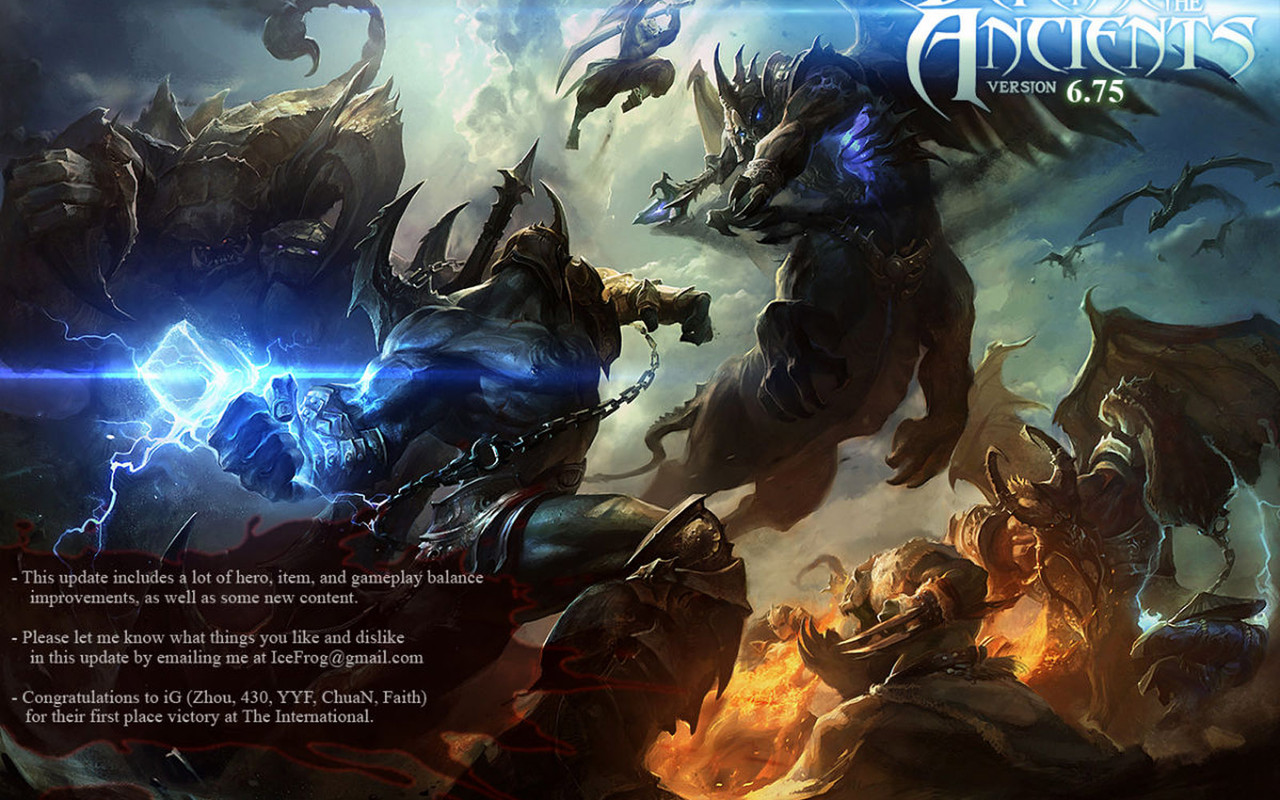 THE
ANCIENTS
VERSION 6.75
- This update includes a lot of hero, item, and gameplay balance
improvements, as well as some new content.
- Please let me know what things you like and dislike
in this update by emailing me at IceFrog@gmail.com
- Congratulations to iG (Zhou, 430, YYF, ChuaN, Faith)
for their first place victory at The International.